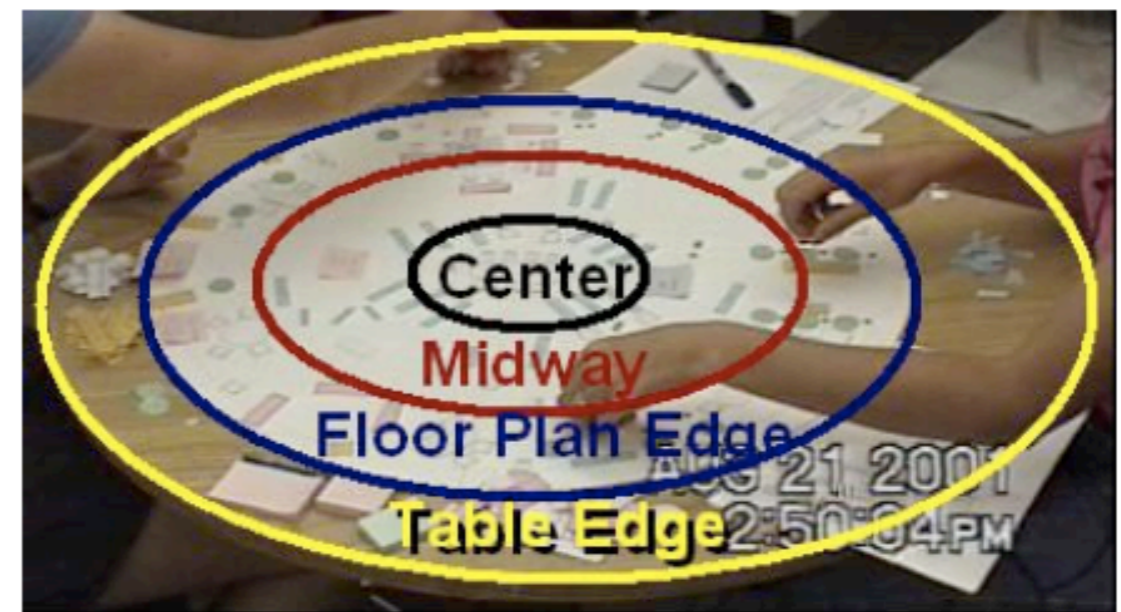 Center
Midway
Floor Plan Edge
AUG 21, 2001
Table Edge
2:50:04PM